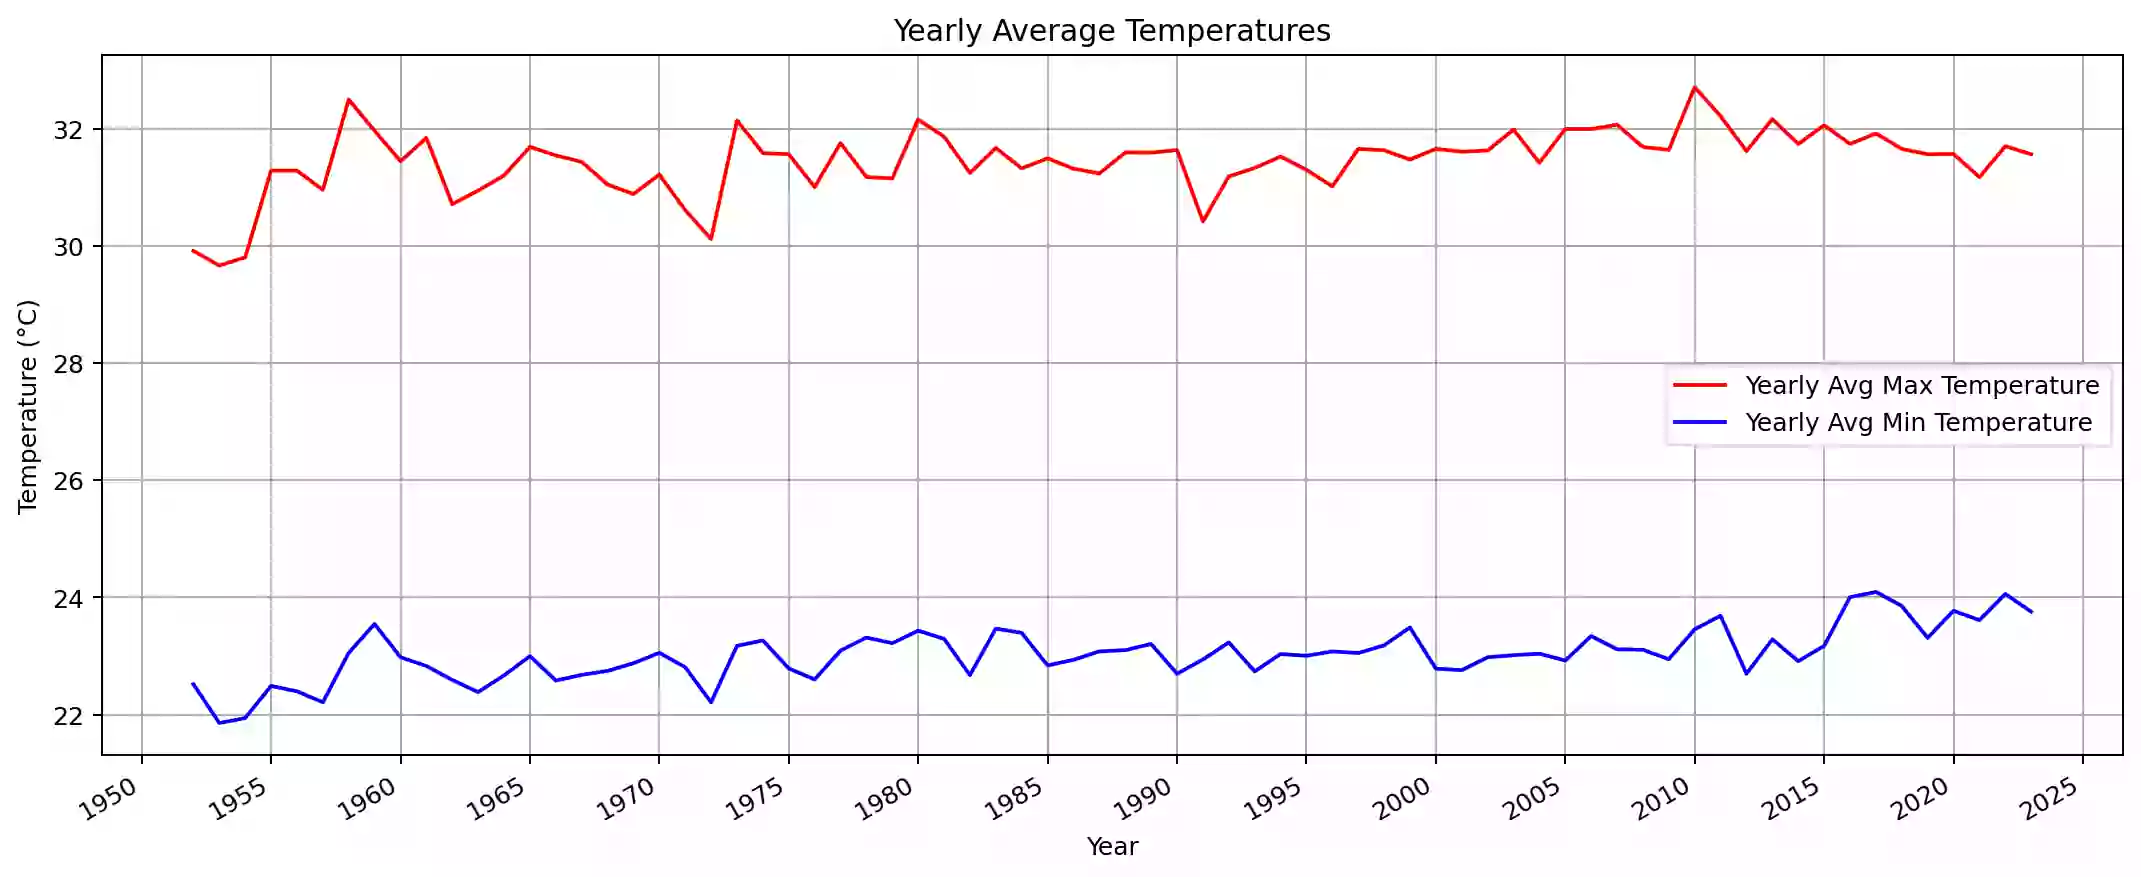 Yearly Average Temperatures
Temperature (°C)
32
30
28
26
24
22
Yearly Avg Max Temperature
Yearly Avg Min Temperature
1950 1955 1960 1965 1970 1975 1980 1985 1990 1995 2000 2005 2010 2015 2020 2025
Year